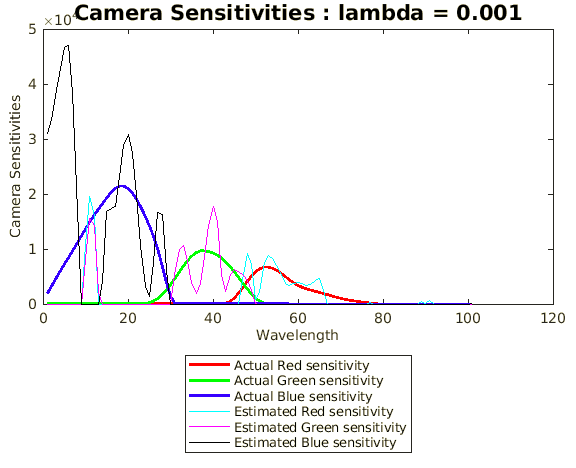 Camera Sensitivities : lambda = 0.001
×10
5
4
3
2
1
0
Camera Sensitivities
0 20 40 60 80 100 120
Wavelength
Actual Red sensitivity
Actual Green sensitivity
Actual Blue sensitivity
Estimated Red sensitivity
Estimated Green sensitivity
Estimated Blue sensitivity